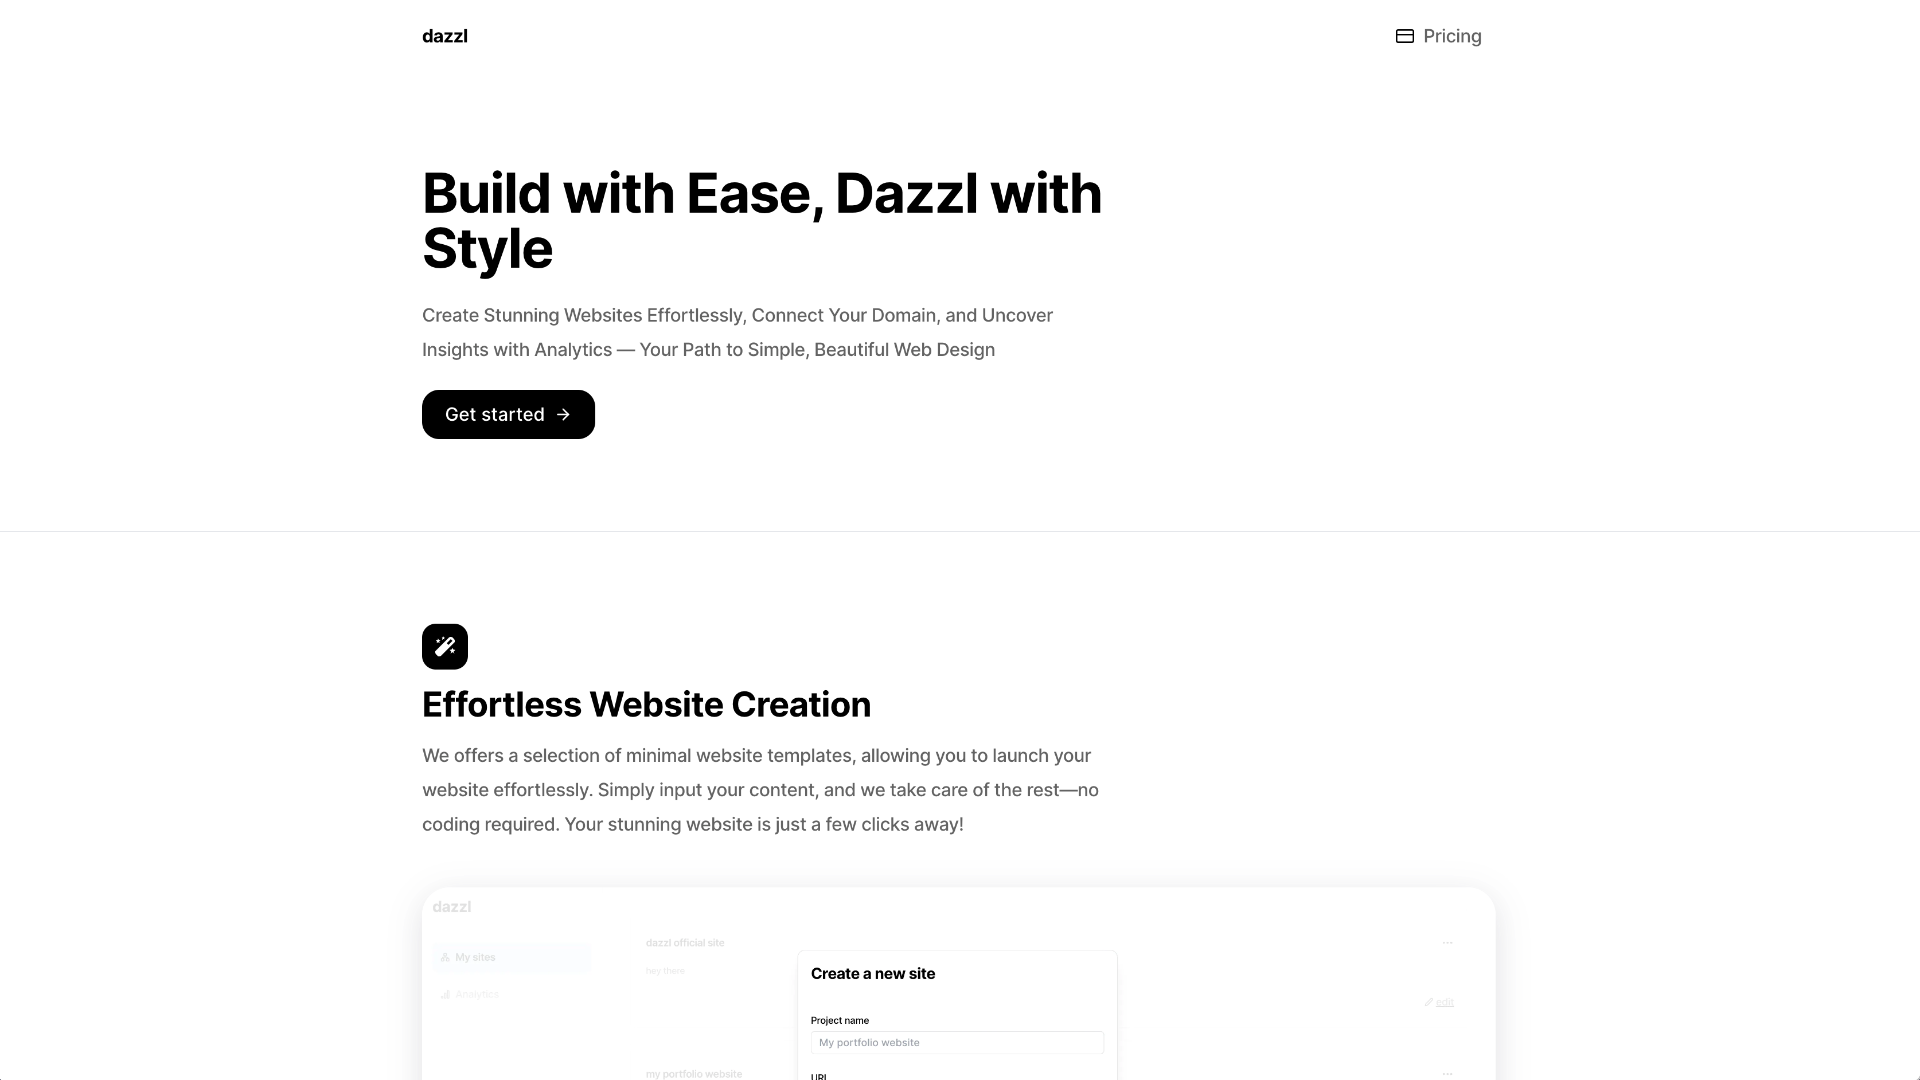 dazzl
Pricing
Build with Ease, Dazzl with
Style
Create Stunning Websites Effortlessly, Connect Your Domain, and Uncover
Insights with Analytics — Your Path to Simple, Beautiful Web Design
Get started
Effortless Website Creation
We offers a selection of minimal website templates, allowing you to launch your
website effortlessly. Simply input your content, and we take care of the rest—no
coding required. Your stunning website is just a few clicks away!
dazzl
My sites
Analytics
dazzl official site
hey there
edit
my portfolio website
Create a new site
Project name
My portfolio website
URL